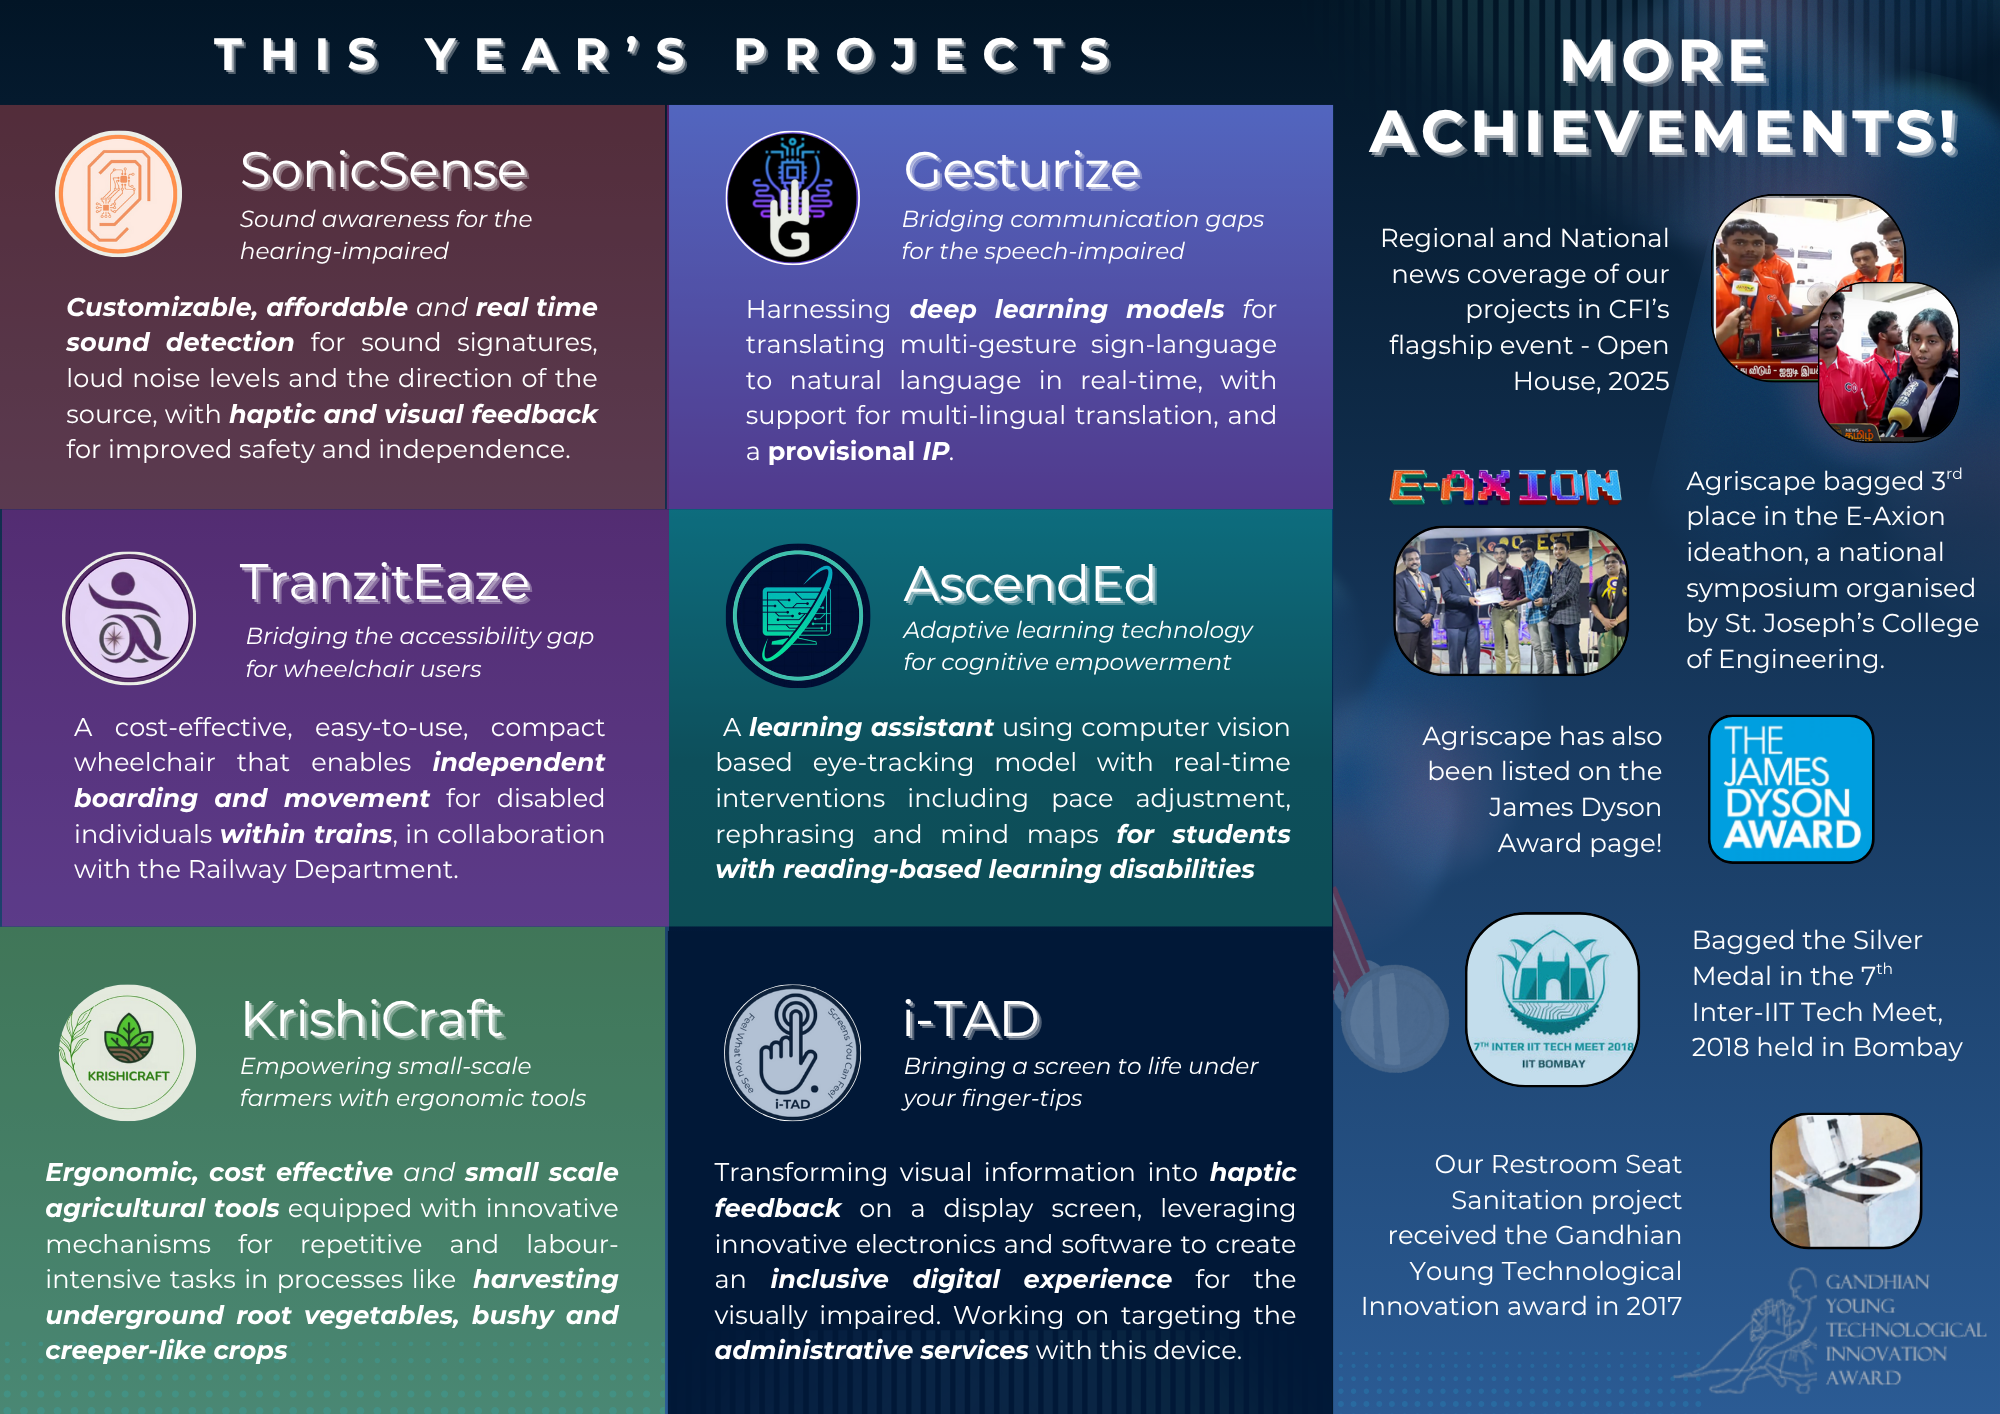 THIS YEAR’S PROJECTS
SonicSense
Sound awareness for the
hearing-impaired
Customizable, affordable and real time
sound detection for sound signatures,
loud noise levels and the direction of the
source, with haptic and visual feedback
for improved safety and independence.
G
Gesturize
Bridging communication gaps
for the speech-impaired
Harnessing deep learning models for
translating multi-gesture sign-language
to natural language in real-time, with
support for multi-lingual translation, and
a provisional IP.
TranzitEaze
Bridging the accessibility gap
for wheelchair users
A cost-effective, easy-to-use, compact
wheelchair that enables independent
boarding and movement for disabled
individuals within trains, in collaboration
with the Railway Department.
AscendEd
Adaptive learning technology
for cognitive empowerment
A learning assistant using computer vision
based eye-tracking model with real-time
interventions including pace adjustment,
rephrasing and mind maps for students
with reading-based learning disabilities
KRISHICRAFT
KrishiCraft
Empowering small-scale
farmers with ergonomic tools
Ergonomic, cost effective and small scale
agricultural tools equipped with innovative
mechanisms for repetitive and labour-
intensive tasks in processes like harvesting
underground root vegetables, bushy and
creeper-like crops
Feel What You See
Screens You Can Feel
i-TAD
i-TAD
Bringing a screen to life under
your finger-tips
Transforming visual information into haptic
feedback on a display screen, leveraging
innovative electronics and software to create
an inclusive digital experience for the
visually impaired. Working on targeting the
administrative services with this device.
MORE
ACHIEVEMENTS!
Regional and National
news coverage of our
projects in CFI’s
flagship event - Open
House, 2025
விடும் - ஐஐடி
NEWS
தமிழ்
E-AXION
Agriscape bagged 3rd
place in the E-Axion
ideathon, a national
symposium organised
by St. Joseph’s College
of Engineering.
Agriscape has also
been listed on the
James Dyson
Award page!
THE
JAMES
DYSON
AWARD
7TH INTER IIT TECH MEET 2018
IIT BOMBAY
Bagged the Silver
Medal in the 7th
Inter-IIT Tech Meet,
2018 held in Bombay
Our Restroom Seat
Sanitation project
received the Gandhian
Young Technological
Innovation award in 2017
GANDHIAN
YOUNG
TECHNOLOGICAL
INNOVATION
AWARD